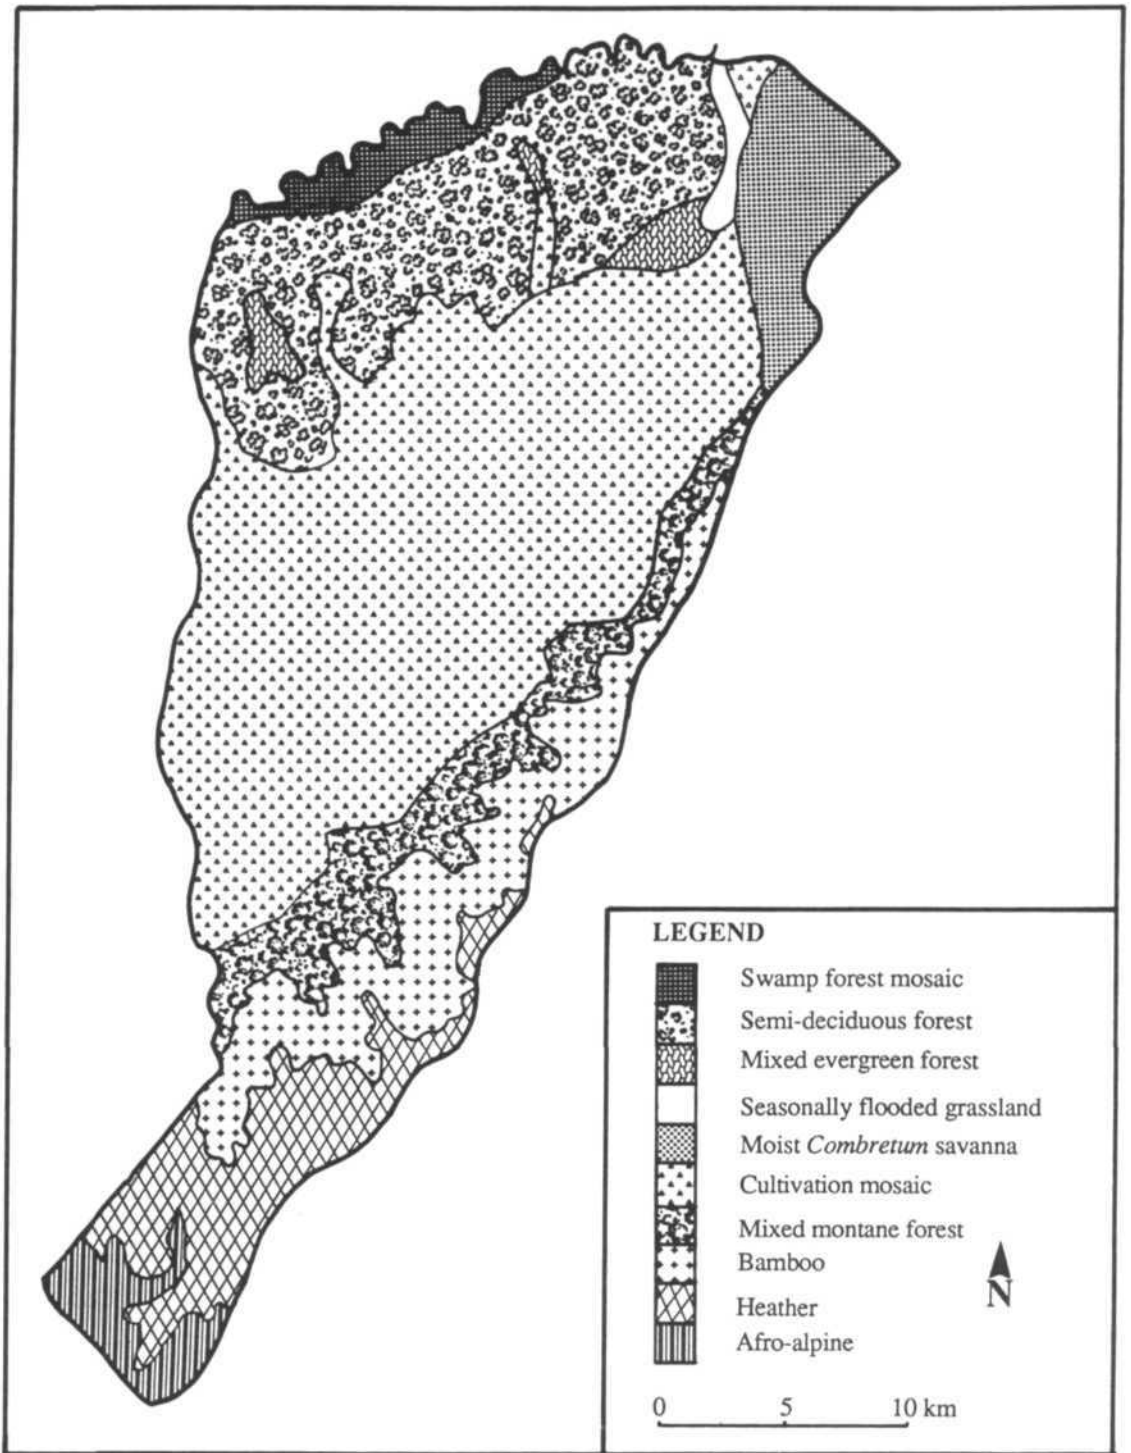 LEGEND
Swamp forest mosaic
Semi-deciduous forest
Mixed evergreen forest
Seasonally flooded grassland
Moist Combretum savanna
Cultivation mosaic
Mixed montane forest
Bamboo
Heather
Afro-alpine
N
0 5 10 km